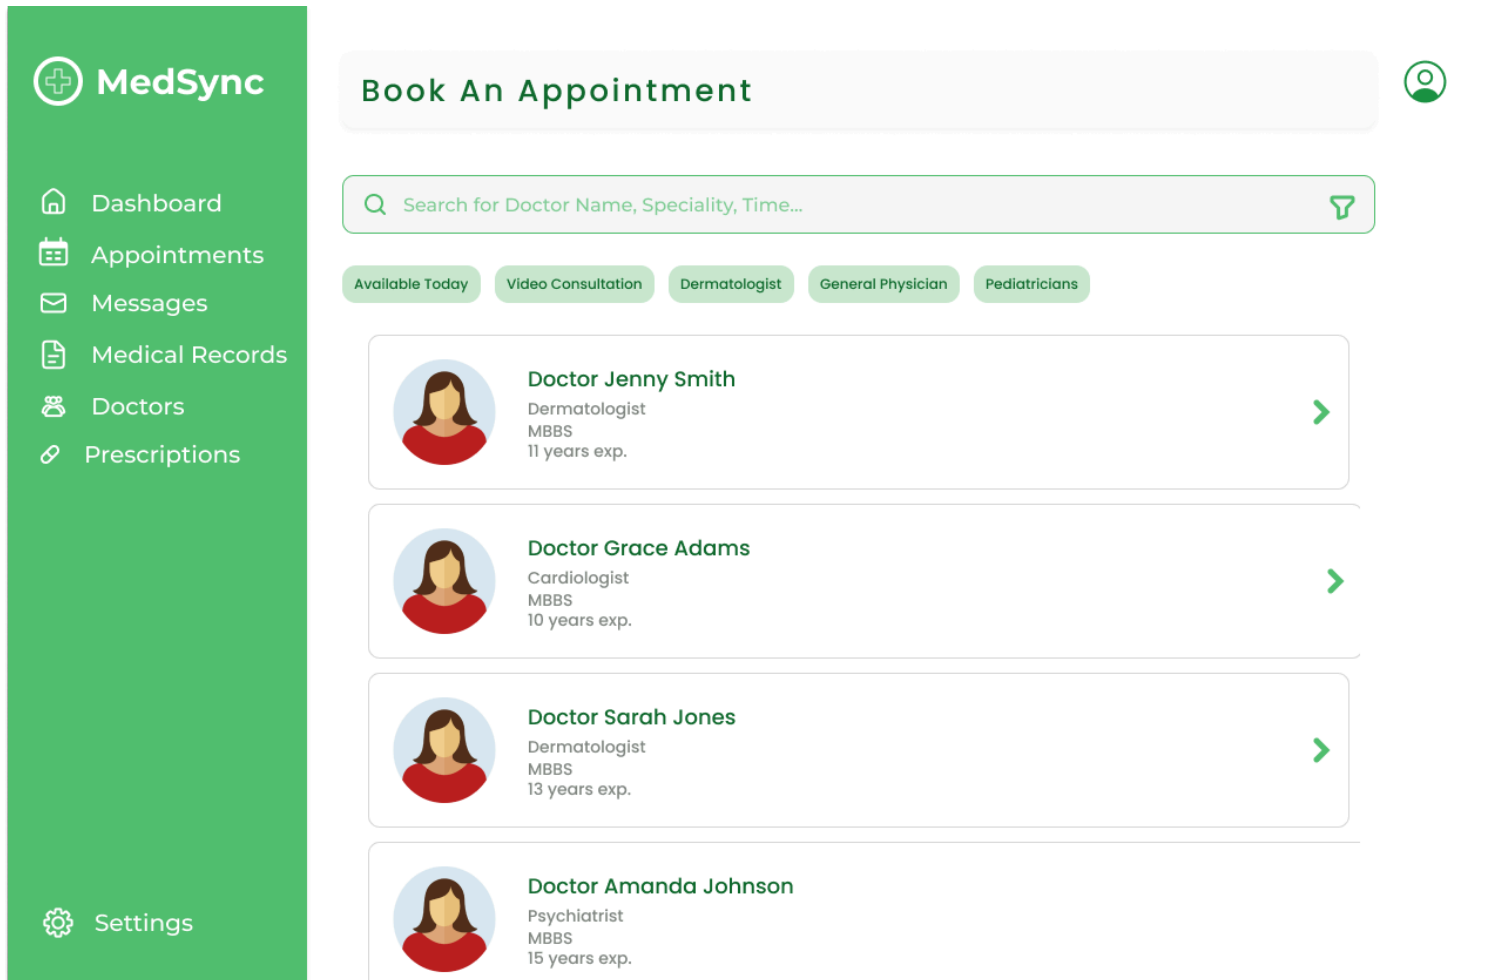 MedSync
Dashboard
Appointments
Messages
Medical Records
Doctors
Prescriptions
Settings
Book An Appointment
Search for Doctor Name, Speciality, Time...
Available Today
Video Consultation
Dermatologist
General Physician
Pediatricians
Doctor Jenny Smith
Dermatologist
MBBS
11 years exp.
Doctor Grace Adams
Cardiologist
MBBS
10 years exp.
Doctor Sarah Jones
Dermatologist
MBBS
13 years exp.
Doctor Amanda Johnson
Psychiatrist
MBBS
15 years exp.